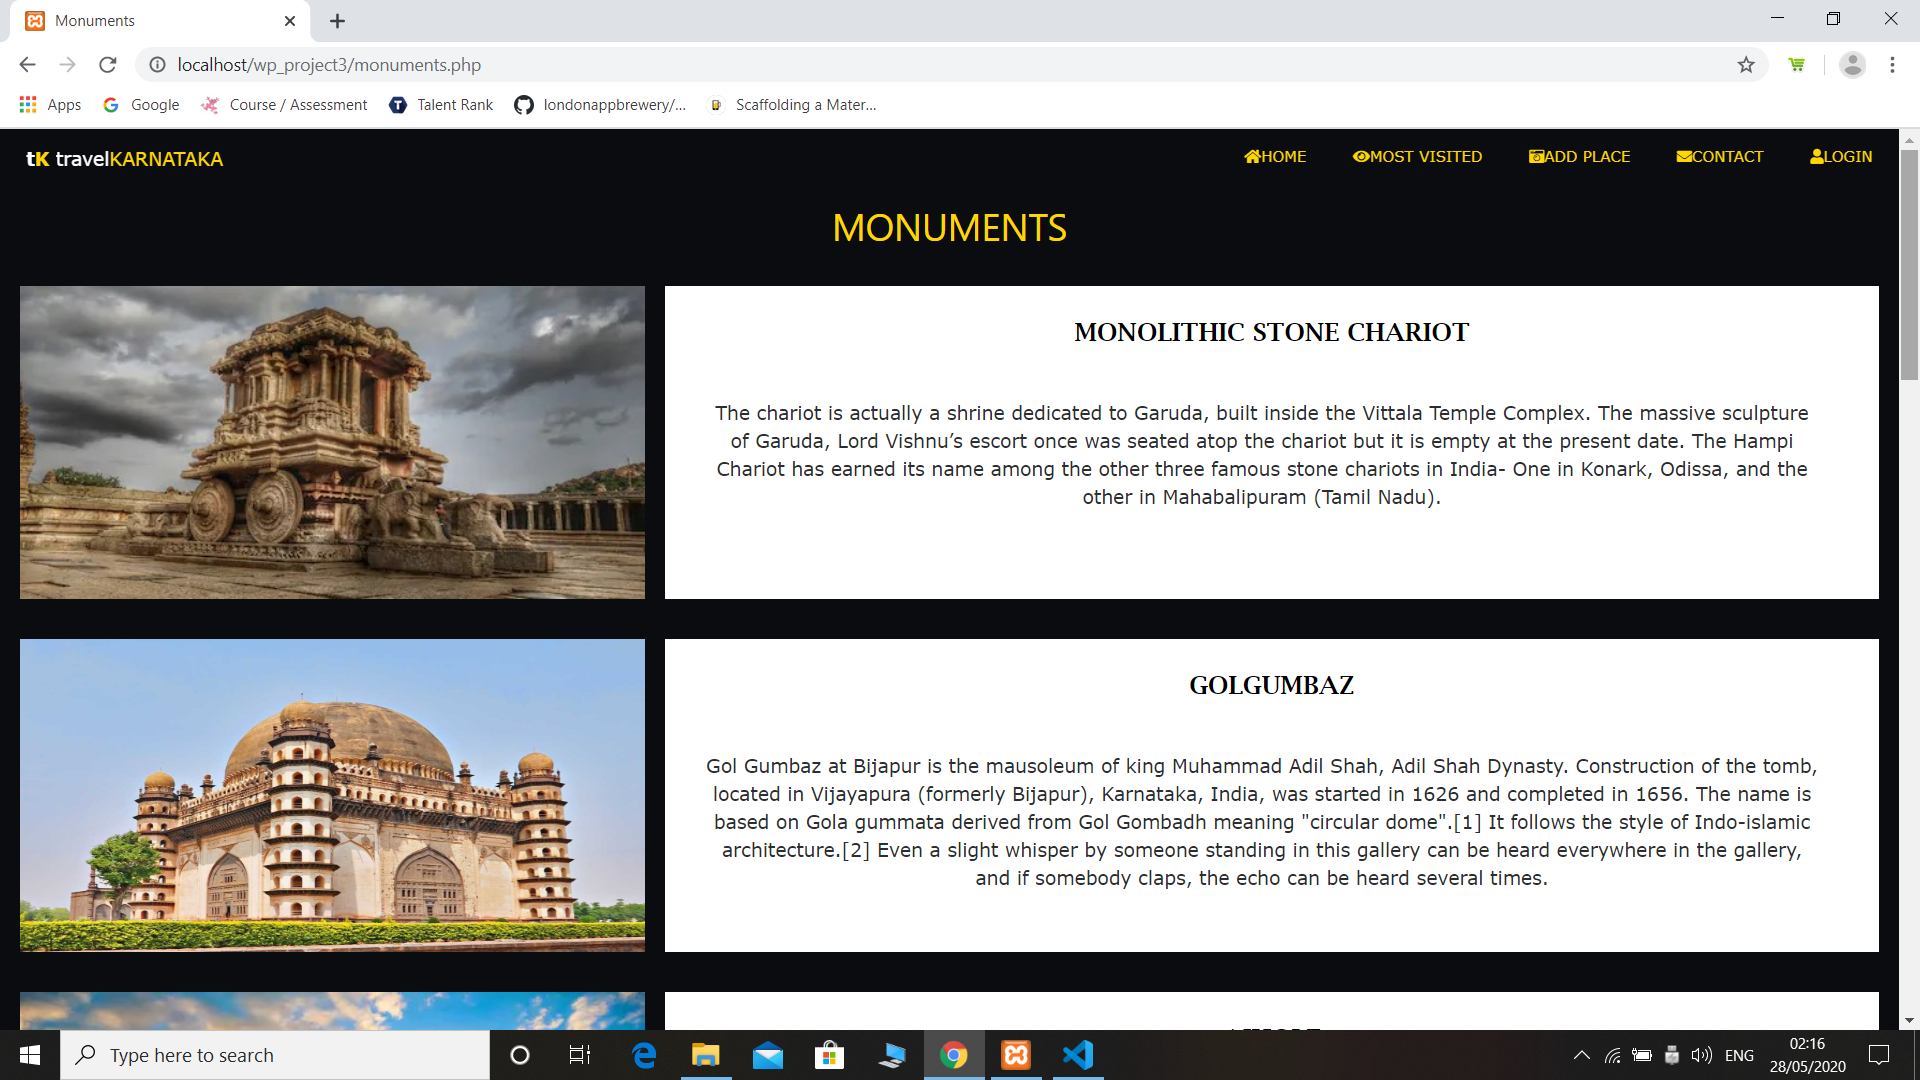 Monuments
localhost/wp_project3/monuments.php
Apps Google Course / Assessment Talent Rank londonappbrewery/... Scaffolding a Mater...
tK travelKARNATAKA HOME MOST VISITED ADD PLACE CONTACT LOGIN
MONUMENTS
MONOLITHIC STONE CHARIOT
The chariot is actually a shrine dedicated to Garuda, built inside the Vittala Temple Complex. The massive sculpture
of Garuda, Lord Vishnu’s escort once was seated atop the chariot but it is empty at the present date. The Hampi
Chariot has earned its name among the other three famous stone chariots in India- One in Konark, Odissa, and the
other in Mahabalipuram (Tamil Nadu).
GOLGUMBAZ
Gol Gumbaz at Bijapur is the mausoleum of king Muhammad Adil Shah, Adil Shah Dynasty. Construction of the tomb,
located in Vijayapura (formerly Bijapur), Karnataka, India, was started in 1626 and completed in 1656. The name is
based on Gola gummata derived from Gol Gombadh meaning "circular dome".[1] It follows the style of Indo-islamic
architecture.[2] Even a slight whisper by someone standing in this gallery can be heard everywhere in the gallery,
and if somebody claps, the echo can be heard several times.
Type here to search
ENG
02:16
28/05/2020